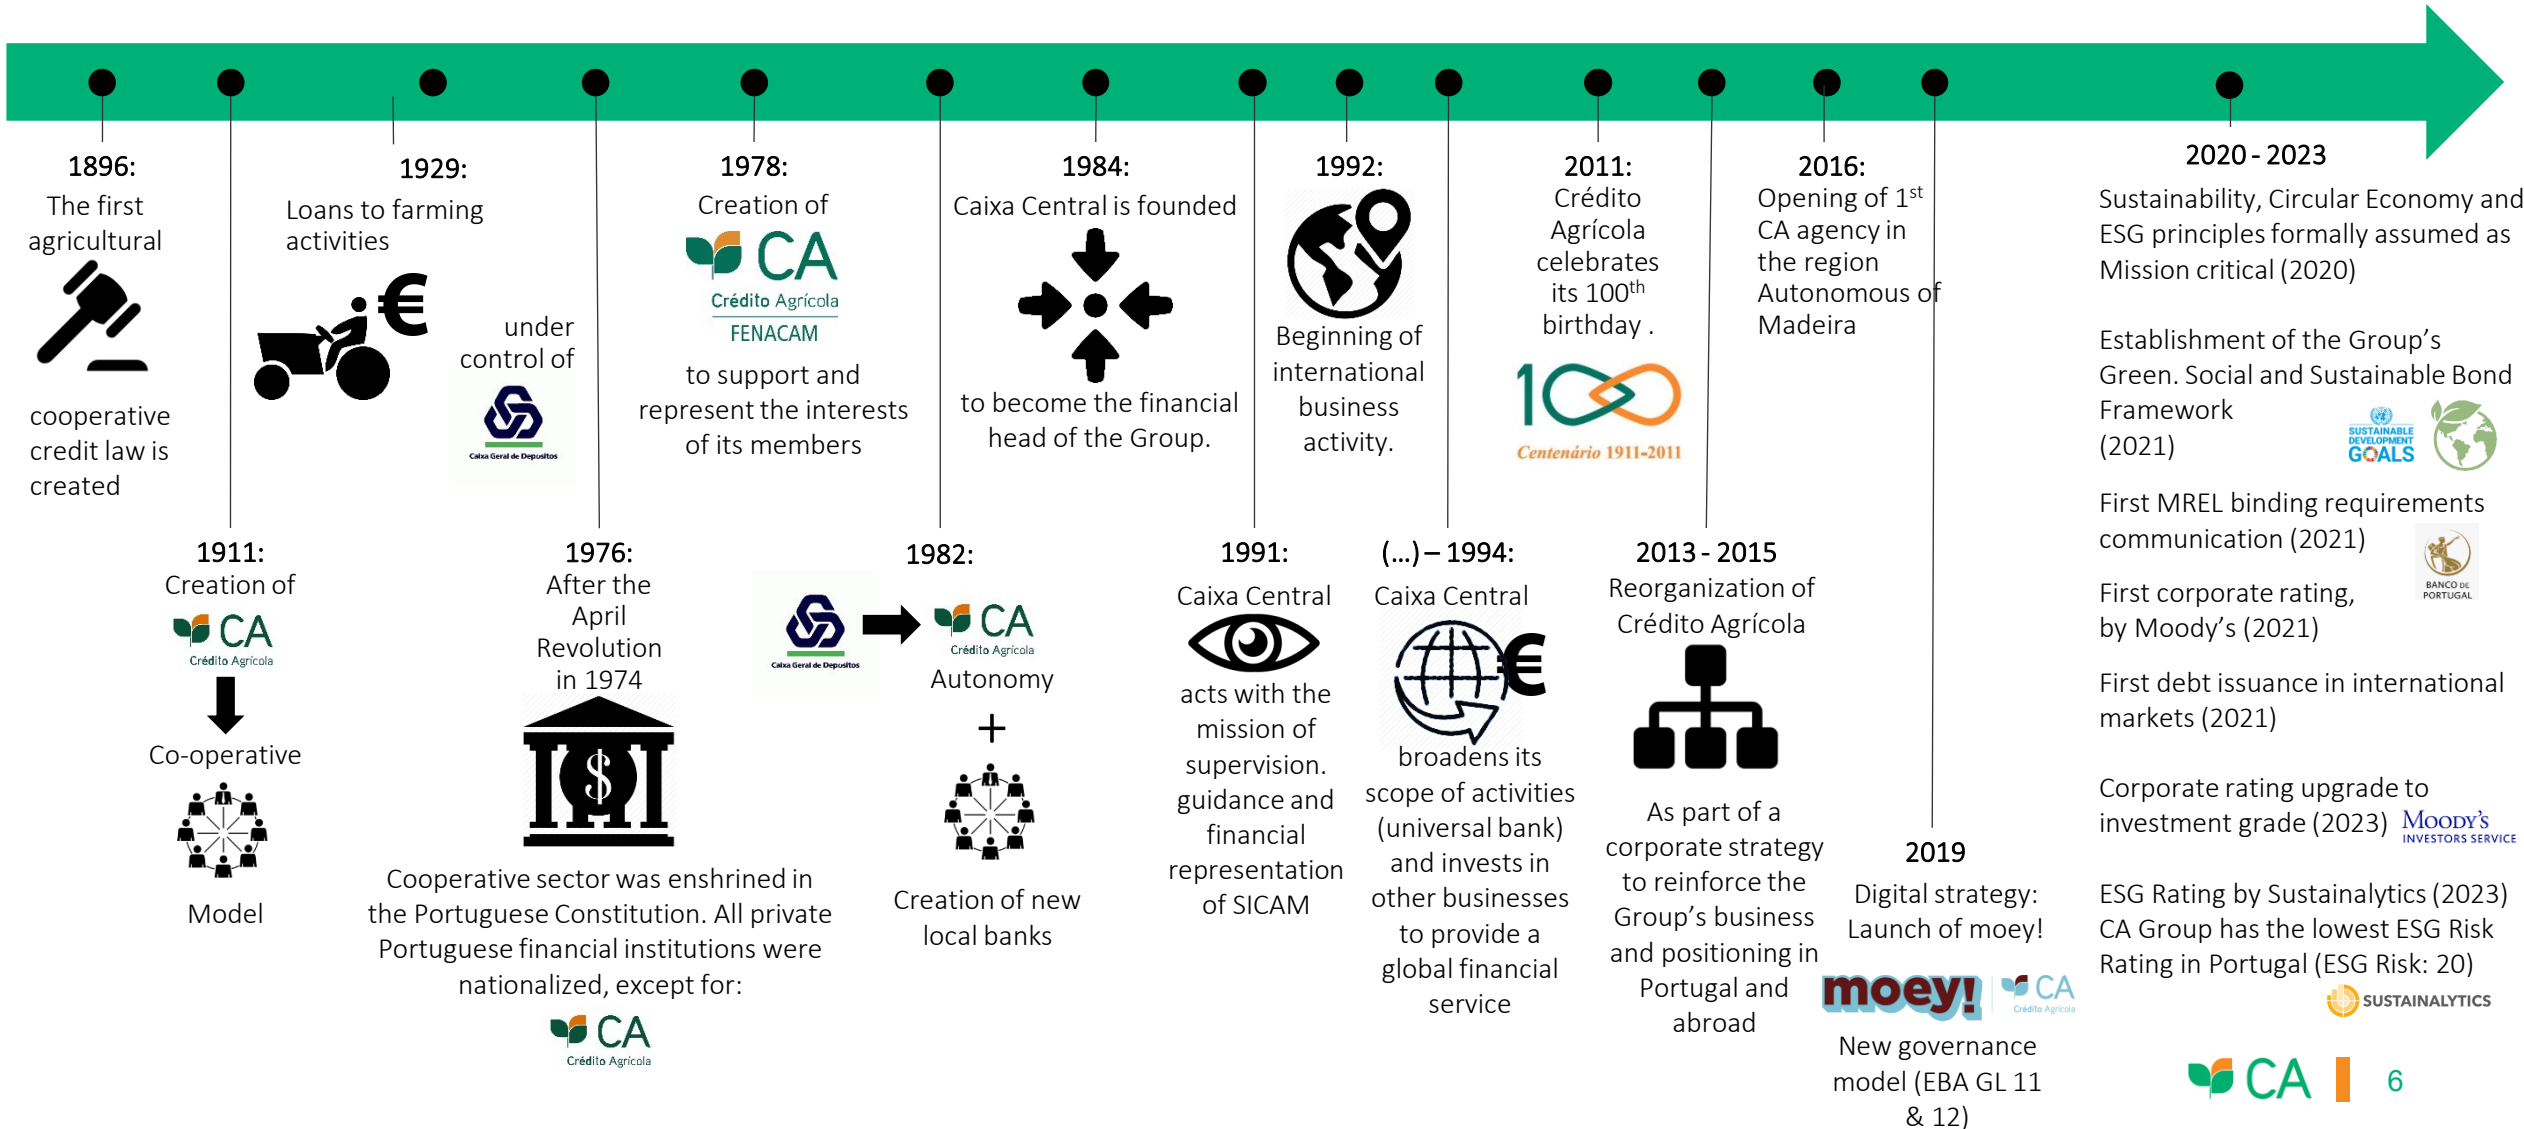 1896:
The first
agricultural
cooperative
credit law is
created
1911:
Creation of
CA
Crédito Agrícola
Co-operative
Model
1929:
Loans to farming
activities
€
under
control of
Caixa Geral de Depositos
1976:
After the
April
Revolution
in 1974
$
Cooperative sector was enshrined in
the Portuguese Constitution. All private
Portuguese financial institutions were
nationalized, except for:
CA
Crédito Agrícola
1978:
Creation of
CA
Crédito Agrícola
FENACAM
to support and
represent the interests
of its members
1982:
Caixa Geral de Depositos
CA
Crédito Agrícola
Autonomy
+
Creation of new
local banks
1984:
Caixa Central is founded
to become the financial
head of the Group.
1991:
Caixa Central
acts with the
mission of
supervision.
guidance and
financial
representation
of SICAM
1992:
Beginning of
international
business
activity.
(...) – 1994:
Caixa Central
€
broadens its
scope of activities
(universal bank)
and invests in
other businesses
to provide a
global financial
service
2011:
Crédito
Agrícola
celebrates
its 100th
birthday .
100
Centenário 1911-2011
2013 - 2015
Reorganization of
Crédito Agrícola
As part of a
corporate strategy
to reinforce the
Group's business
and positioning in
Portugal and
abroad
2016:
Opening of 1st
CA agency in
the region
Autonomous of
Madeira
2019
Digital strategy:
Launch of moey!
moey! CA
Crédito Agrícola
New governance
model (EBA GL 11
& 12)
2020 - 2023
Sustainability, Circular Economy and
ESG principles formally assumed as
Mission critical (2020)
Establishment of the Group's
Green. Social and Sustainable Bond
Framework
(2021)
SUSTAINABLE
DEVELOPMENT
GOALS
First MREL binding requirements
communication (2021)
BANCO DE
PORTUGAL
First corporate rating,
by Moody's (2021)
First debt issuance in international
markets (2021)
Corporate rating upgrade to
investment grade (2023)
MOODY'S
INVESTORS SERVICE
ESG Rating by Sustainalytics (2023)
CA Group has the lowest ESG Risk
Rating in Portugal (ESG Risk: 20)
SUSTAINALYTICS
CA
6